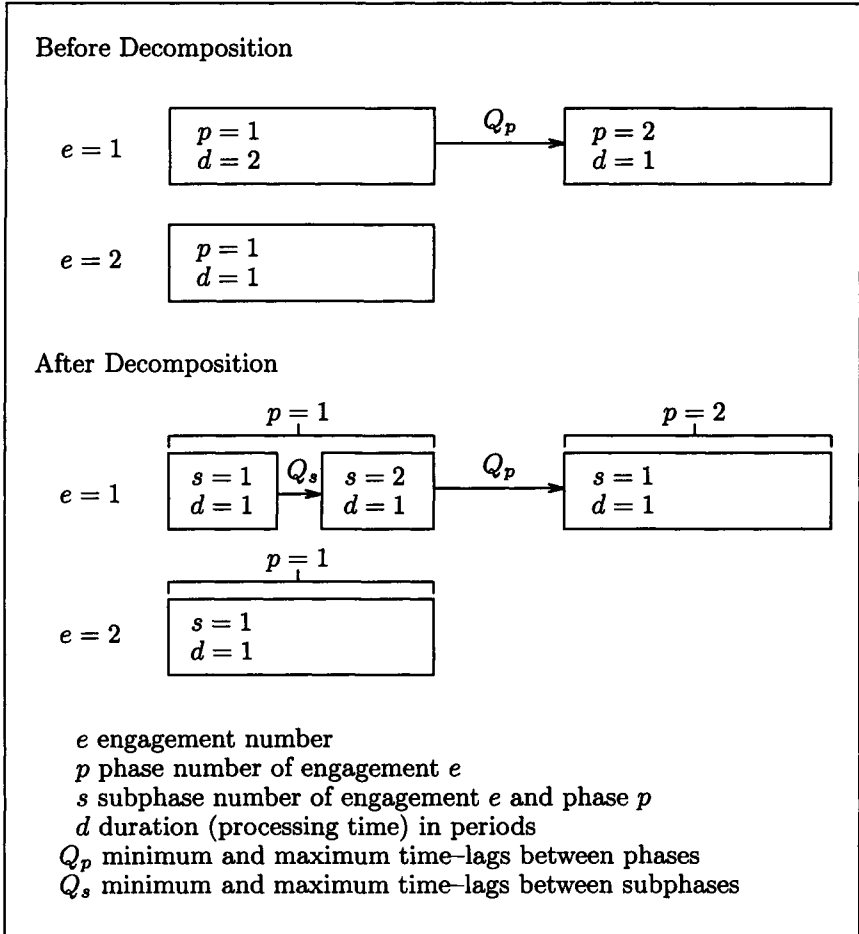 Before Decomposition
e = 1
p = 1
d = 2
Q_p
p = 2
d = 1
e = 2
p = 1
d = 1
After Decomposition
p = 1
p = 2
e = 1
s = 1
d = 1
Q_s
s = 2
d = 1
Q_p
s = 1
d = 1
p = 1
e = 2
s = 1
d = 1
e engagement number
p phase number of engagement e
s subphase number of engagement e and phase p
d duration (processing time) in periods
Q_p minimum and maximum time–lags between phases
Q_s minimum and maximum time–lags between subphases